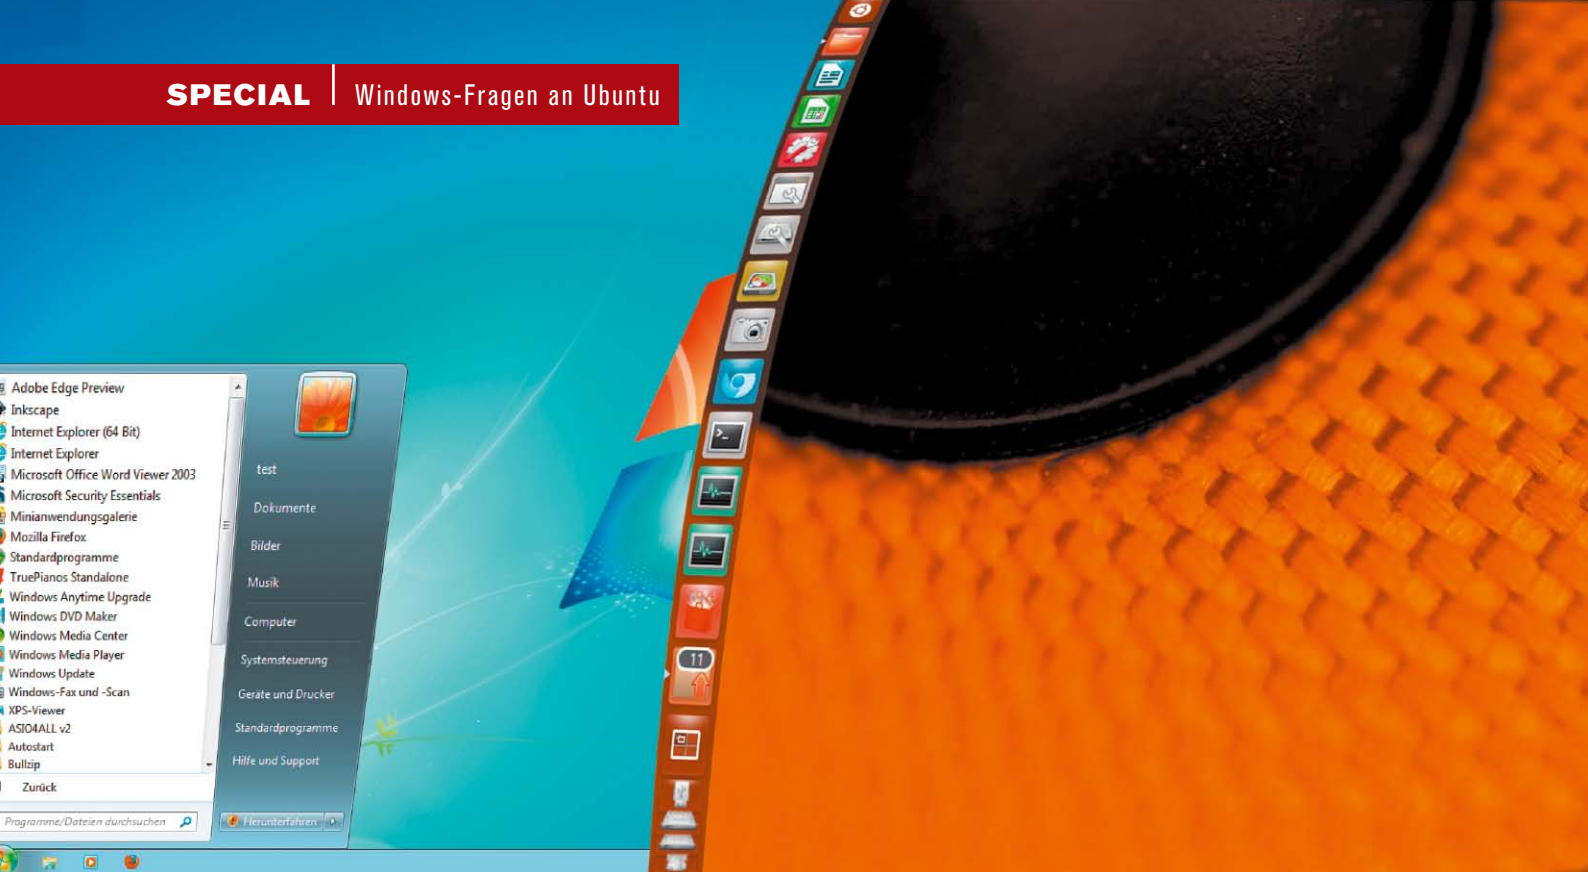 SPECIAL | Windows-Fragen an Ubuntu
Adobe Edge Preview
Inkscape
Internet Explorer (64 Bit)
Internet Explorer
Microsoft Office Word Viewer 2003
Microsoft Security Essentials
Minianwendungsgalerie
Mozilla Firefox
Standardprogramme
TruePianos Standalone
Windows Anytime Upgrade
Windows DVD Maker
Windows Media Center
Windows Media Player
Windows Update
Windows-Fax und -Scan
XPS-Viewer
ASIO4ALL v2
Autostart
Bullzip
Zurück
Programme/Dateien durchsuchen
test
Dokumente
Bilder
Musik
Computer
Systemsteuerung
Geräte und Drucker
Standardprogramme
Hilfe und Support
Herunterfahren
11